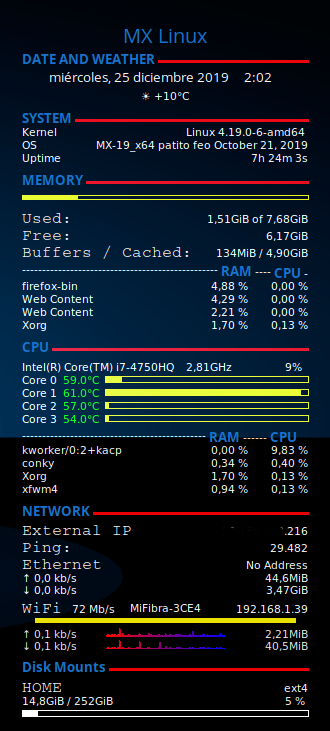 MX Linux
DATE AND WEATHER
miércoles, 25 diciembre 2019 2:02
☀ +10°C
SYSTEM
Kernel Linux 4.19.0-6-amd64
OS MX-19_x64 patito feo October 21, 2019
Uptime 7h 24m 3s
MEMORY
Used: 1,51GiB of 7,68GiB
Free: 6,17GiB
Buffers / Cached: 134MiB / 4,90GiB
RAM ---- CPU -
firefox-bin 4,88 % 0,00 %
Web Content 4,29 % 0,00 %
Web Content 2,21 % 0,00 %
Xorg 1,70 % 0,13 %
CPU
Intel(R) Core(TM) i7-4750HQ 2,81GHz 9%
Core 0 59.0°C
Core 1 61.0°C
Core 2 57.0°C
Core 3 54.0°C
RAM ------ CPU
kworker/0:2+kacp 0,00 % 9,83 %
conky 0,34 % 0,40 %
Xorg 1,70 % 0,13 %
xfwm4 0,94 % 0,13 %
NETWORK
External IP .216
Ping: 29.482
Ethernet No Address
↑ 0,0 kb/s 44,6MiB
↓ 0,0 kb/s 3,47GiB
WiFi 72 Mb/s MiFibra-3CE4 192.168.1.39
↑ 0,1 kb/s 2,21MiB
↓ 0,1 kb/s 40,5MiB
Disk Mounts
HOME ext4
14,8GiB / 252GiB 5 %